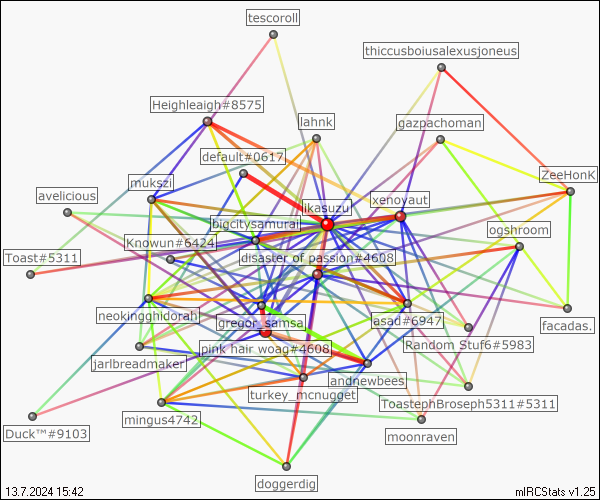 tescoroll
thiccusboiusalexusjoneus
Heighleaigh#8575
lahnk
gazpachoman
default#0617
ZeeHonK
mukszi
avelicious
ikasuzu
xenovaut
bigcitysamurai
ogshroom
Knowun#6424
Toast#5311
disaster of passion#4608
neokingghidorah
gregor_samsa
asad#6947
facadas.
Random Stuf6#5983
pink hair woag#4608
jarlbreadmaker
andnewbees
turkey_mcnugget
ToastephBroseph5311#5311
mingus4742
Duck™#9103
moonraven
doggerdig
13.7.2024 15:42
mIRCStats v1.25